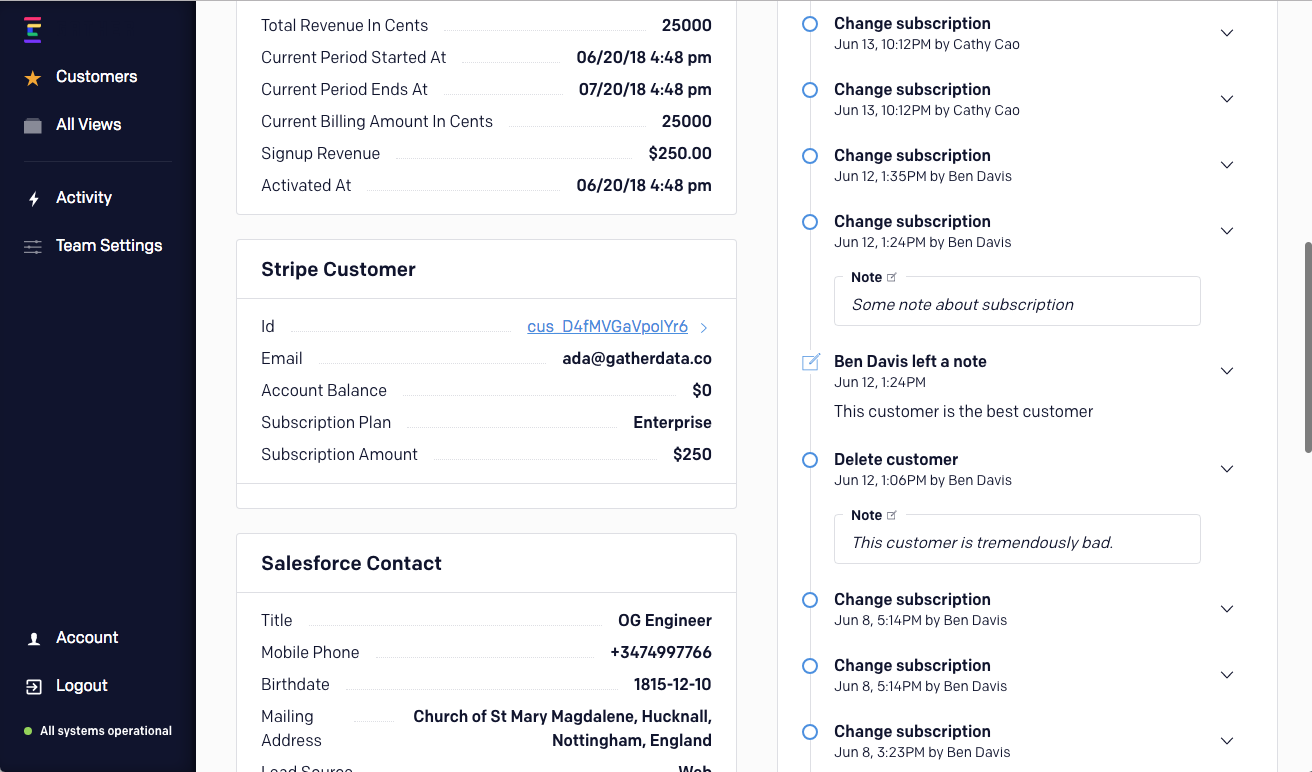 Customers
All Views
Activity
Team Settings
Account
Logout
All systems operational
Total Revenue In Cents 25000
Current Period Started At 06/20/18 4:48 pm
Current Period Ends At 07/20/18 4:48 pm
Current Billing Amount In Cents 25000
Signup Revenue $250.00
Activated At 06/20/18 4:48 pm
Stripe Customer
Id cus_D4fMVGaVpolYr6
Email ada@gatherdata.co
Account Balance $0
Subscription Plan Enterprise
Subscription Amount $250
Salesforce Contact
Title OG Engineer
Mobile Phone +3474997766
Birthdate 1815-12-10
Mailing Church of St Mary Magdalene, Hucknall,
Address Nottingham, England
Lead Source Web
Change subscription
Jun 13, 10:12PM by Cathy Cao
Change subscription
Jun 13, 10:12PM by Cathy Cao
Change subscription
Jun 12, 1:35PM by Ben Davis
Change subscription
Jun 12, 1:24PM by Ben Davis
Note
Some note about subscription
Ben Davis left a note
Jun 12, 1:24PM
This customer is the best customer
Delete customer
Jun 12, 1:06PM by Ben Davis
Note
This customer is tremendously bad.
Change subscription
Jun 8, 5:14PM by Ben Davis
Change subscription
Jun 8, 5:14PM by Ben Davis
Change subscription
Jun 8, 3:23PM by Ben Davis